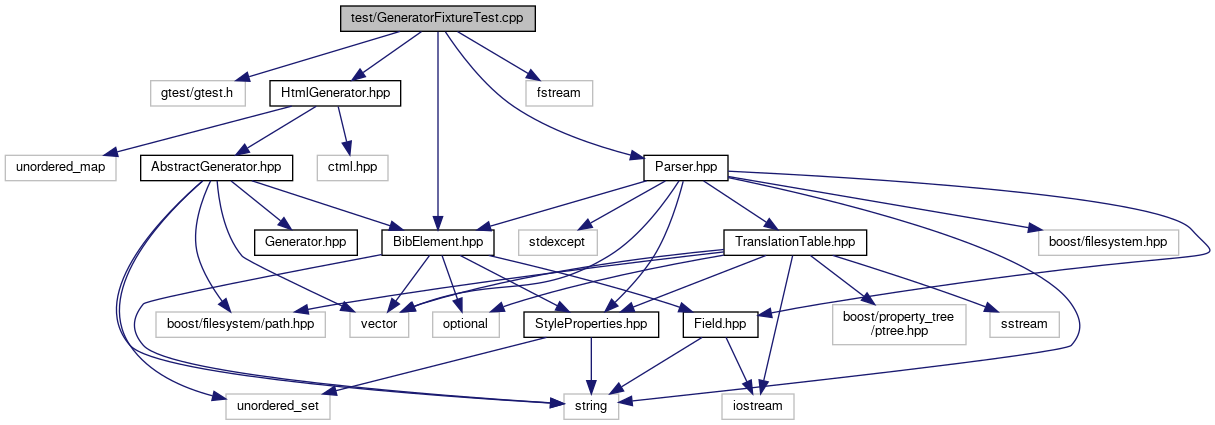 test/GeneratorFixtureTest.cpp
gtest/gtest.h
HtmlGenerator.hpp
fstream
unordered_map
AbstractGenerator.hpp
ctml.hpp
Parser.hpp
Generator.hpp
BibElement.hpp
stdexcept
TranslationTable.hpp
boost/filesystem.hpp
boost/filesystem/path.hpp
vector
optional
StyleProperties.hpp
Field.hpp
boost/property_tree
/ptree.hpp
sstream
unordered_set
string
iostream